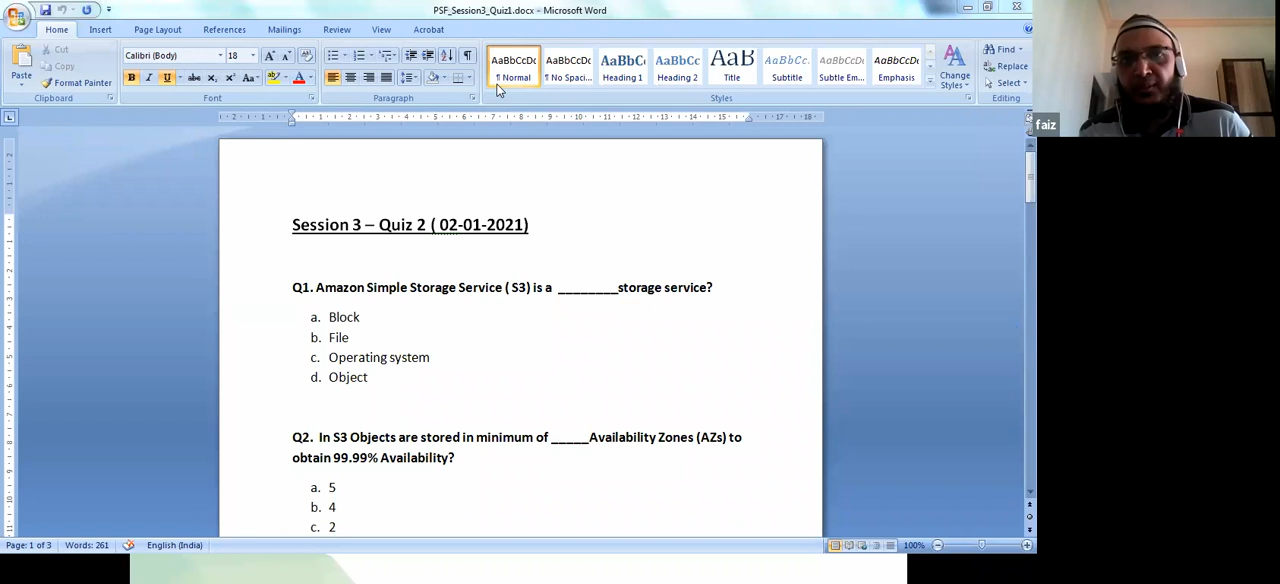 PSF_Session3_Quiz1.docx - Microsoft Word
Home Insert Page Layout References Mailings Review View Acrobat
Cut
Copy
Format Painter
Paste
Clipboard
Calibri (Body) 18
Font
Paragraph
AaBbCcDc AaBbCcDc AaBbC AaBbCc AaB AaBbCc. AaBbCcDc AaBbCcDc
¶ Normal ¶ No Spaci... Heading 1 Heading 2 Title Subtitle Subtle Em... Emphasis
Change Styles
Styles
Find
Replace
Select
Editing
faiz
Session 3 – Quiz 2 ( 02-01-2021)
Q1. Amazon Simple Storage Service ( S3) is a ________storage service?
a. Block
b. File
c. Operating system
d. Object
Q2. In S3 Objects are stored in minimum of _____Availability Zones (AZs) to
obtain 99.99% Availability?
a. 5
b. 4
c. 2
Page: 1 of 3 Words: 261 English (India) 100%